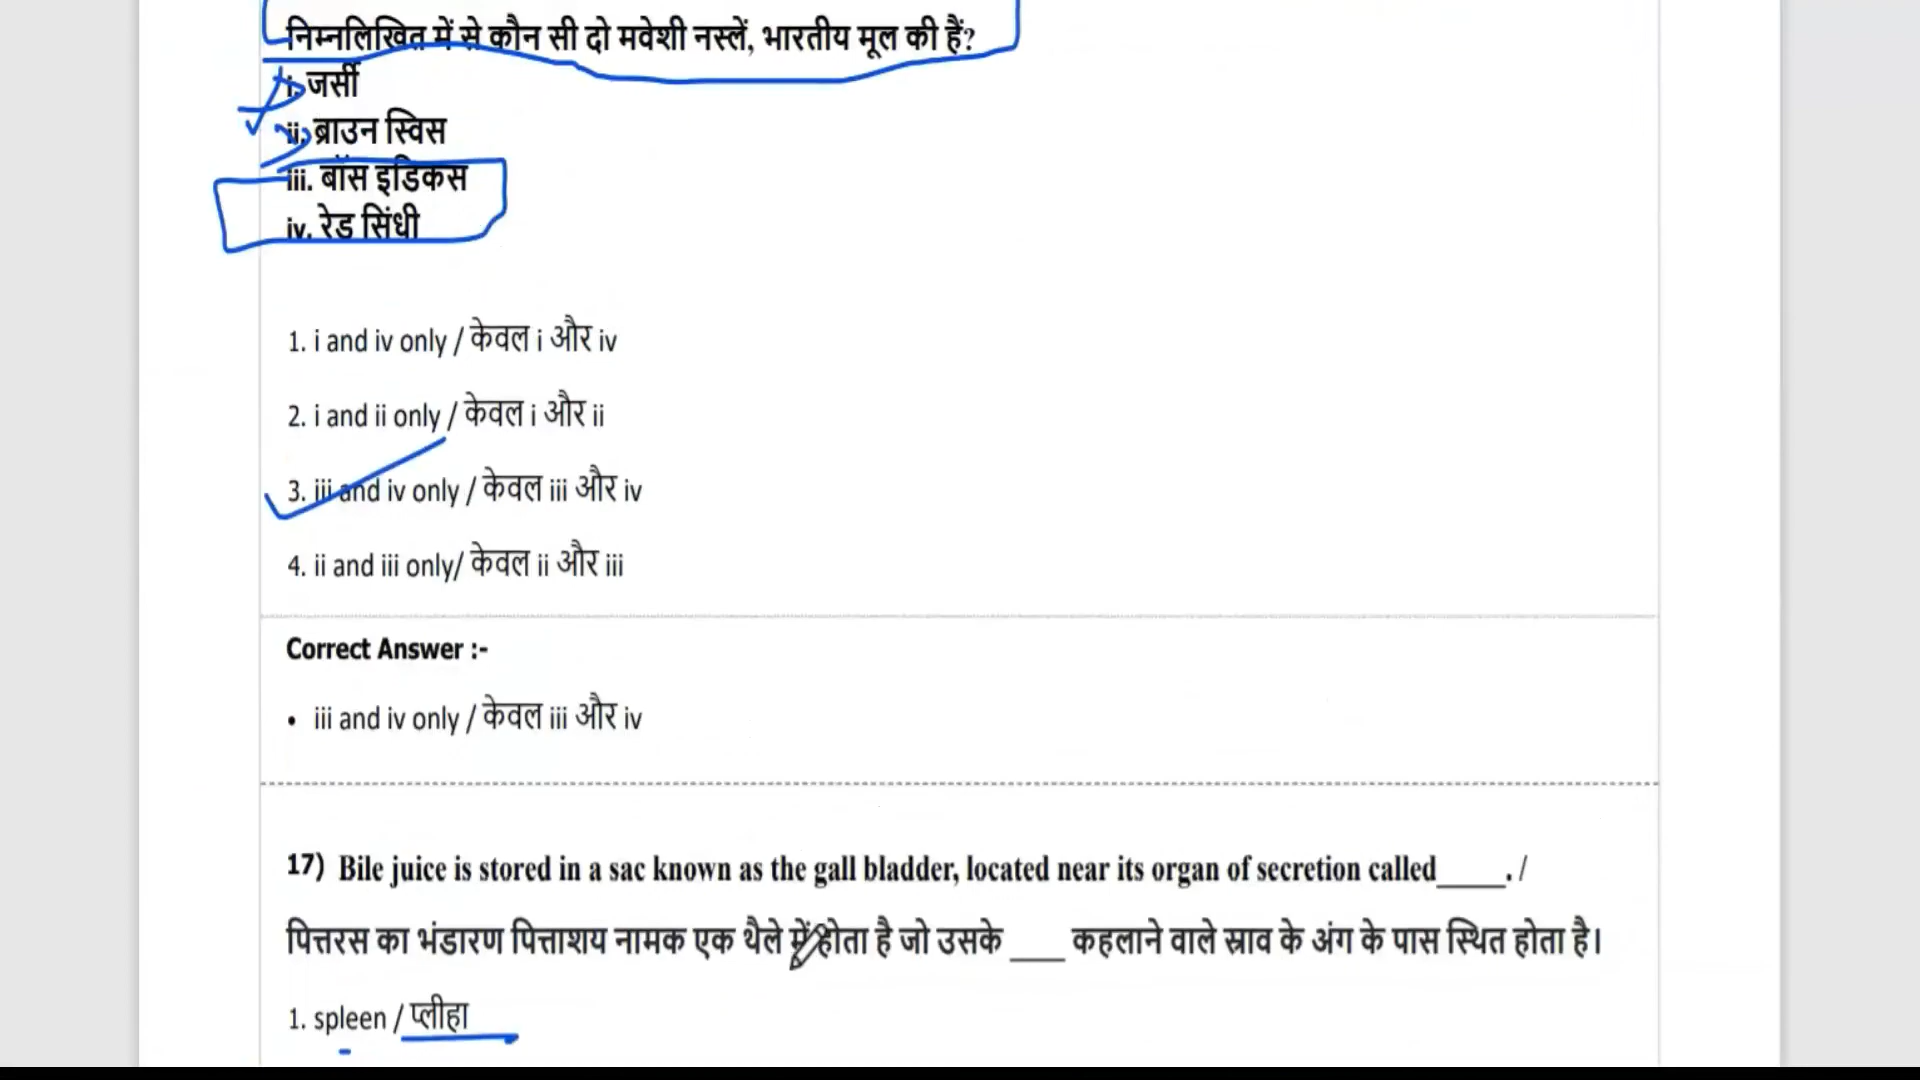 निम्नलिखित में से कौन सी दो मवेशी नस्लें, भारतीय मूल की हैं?
i. जर्सी
ii. ब्राउन स्विस
iii. बॉस इंडिकस
iv. रेड सिंधी
1. i and iv only / केवल i और iv
2. i and ii only / केवल i और ii
3. iii and iv only / केवल iii और iv
4. ii and iii only/ केवल ii और iii
Correct Answer :-
• iii and iv only / केवल iii और iv
17) Bile juice is stored in a sac known as the gall bladder, located near its organ of secretion called_____. /
पित्तरस का भंडारण पित्ताशय नामक एक थैले में होता है जो उसके ____ कहलाने वाले स्राव के अंग के पास स्थित होता है।
1. spleen / प्लीहा